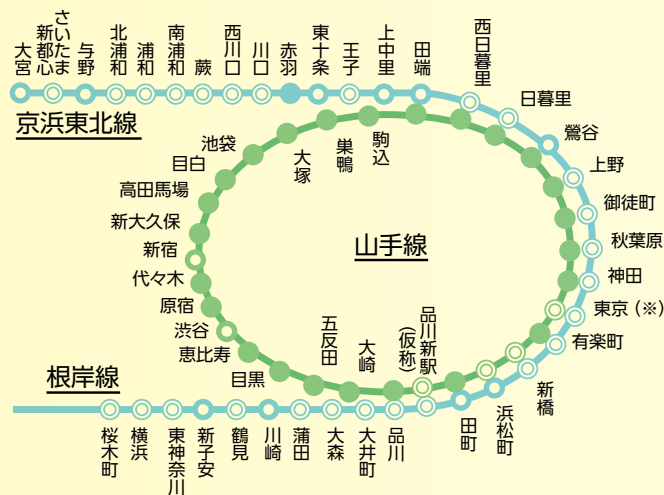 大宮
さいたま
新都心
与野
北浦和
浦和
南浦和
蕨
西川口
川口
赤羽
東十条
王子
上中里
田端
西日暮里
日暮里
鶯谷
上野
御徒町
秋葉原
神田
東京(※)
有楽町
新橋
浜松町
田町
品川
大井町
大森
蒲田
川崎
鶴見
新子安
東神奈川
横浜
桜木町
京浜東北線
池袋
目白
高田馬場
新大久保
新宿
代々木
原宿
渋谷
恵比寿
目黒
五反田
大崎
品川新駅
(仮称)
大塚
巣鴨
駒込
山手線
根岸線